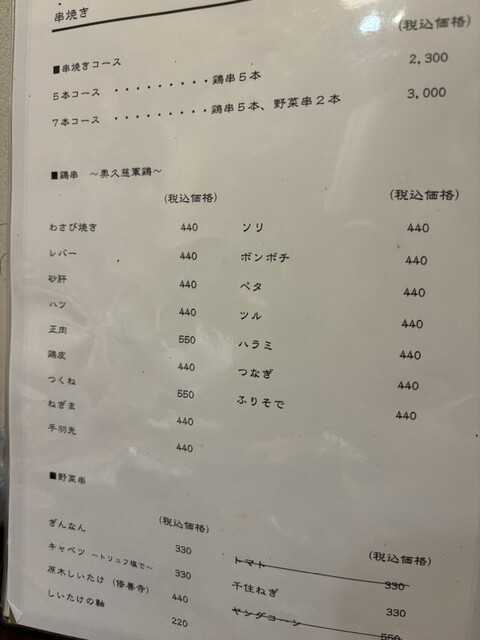 串焼き
(税込価格)
■串焼きコース
5本コース ・・・・・・・・・鶏串5本 2,300
7本コース ・・・・・・・・・鶏串5本、野菜串2本 3,000
■鶏串 ～奥久慈軍鶏～
(税込価格) (税込価格)
わさび焼き 440 ソリ 440
レバー 440 ボンボチ 440
砂肝 440 ペタ 440
ハツ 440 ツル 440
正肉 550 ハラミ 440
鶏皮 440 つなぎ 440
つくね 550 ふりそで 440
ねぎま 440
手羽先 440
■野菜串
(税込価格) (税込価格)
ぎんなん 330 トマト 330
キャベツ ～トリュフ塩で～ 330 千住ねぎ 330
原木しいたけ (修善寺) 440 ヤングコーン 550
しいたけの軸 220